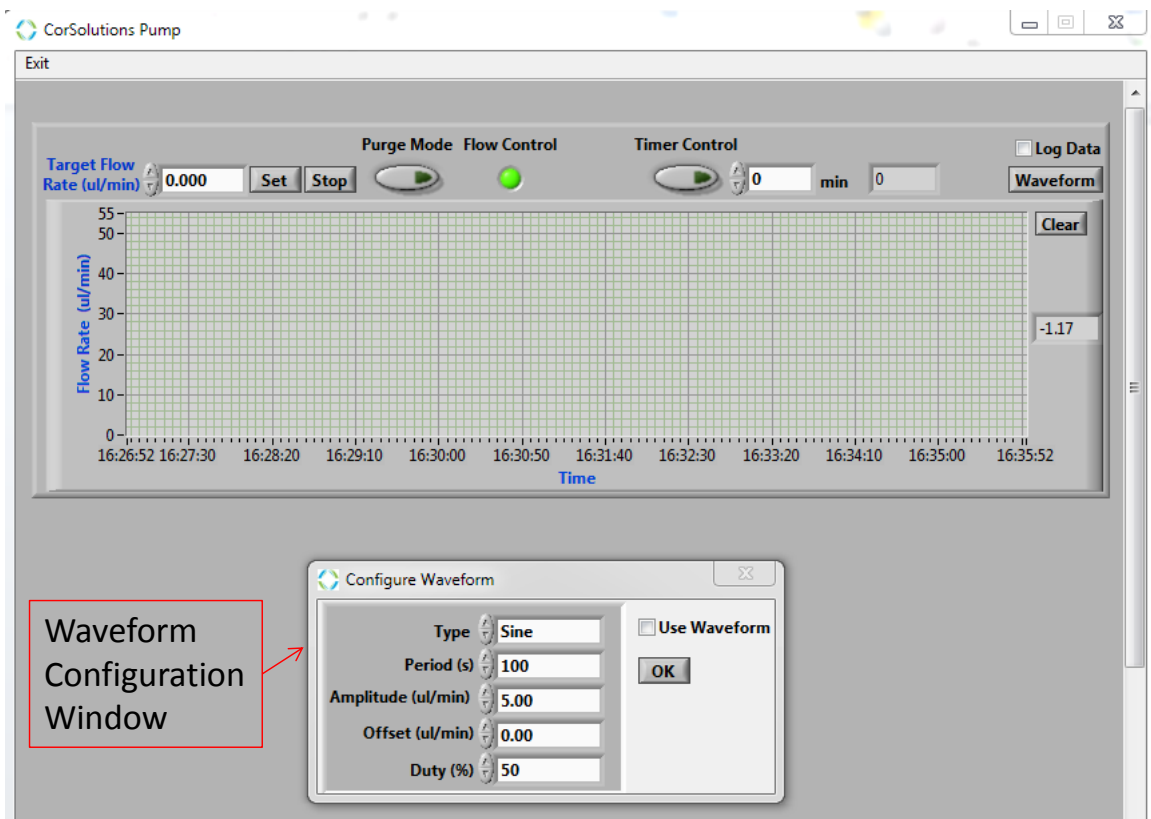 CorSolutions Pump
Exit
Purge Mode Flow Control Timer Control
Target Flow
Rate (ul/min) 0.000 Set Stop 0 min 0
Log Data
Waveform
55
50
40
30
20
10
0
Flow Rate (ul/min)
Clear
-1.17
16:26:52 16:27:30 16:28:20 16:29:10 16:30:00 16:30:50 16:31:40 16:32:30 16:33:20 16:34:10 16:35:00 16:35:52
Time
Waveform
Configuration
Window
Configure Waveform
Type Sine
Period (s) 100
Amplitude (ul/min) 5.00
Offset (ul/min) 0.00
Duty (%) 50
Use Waveform
OK